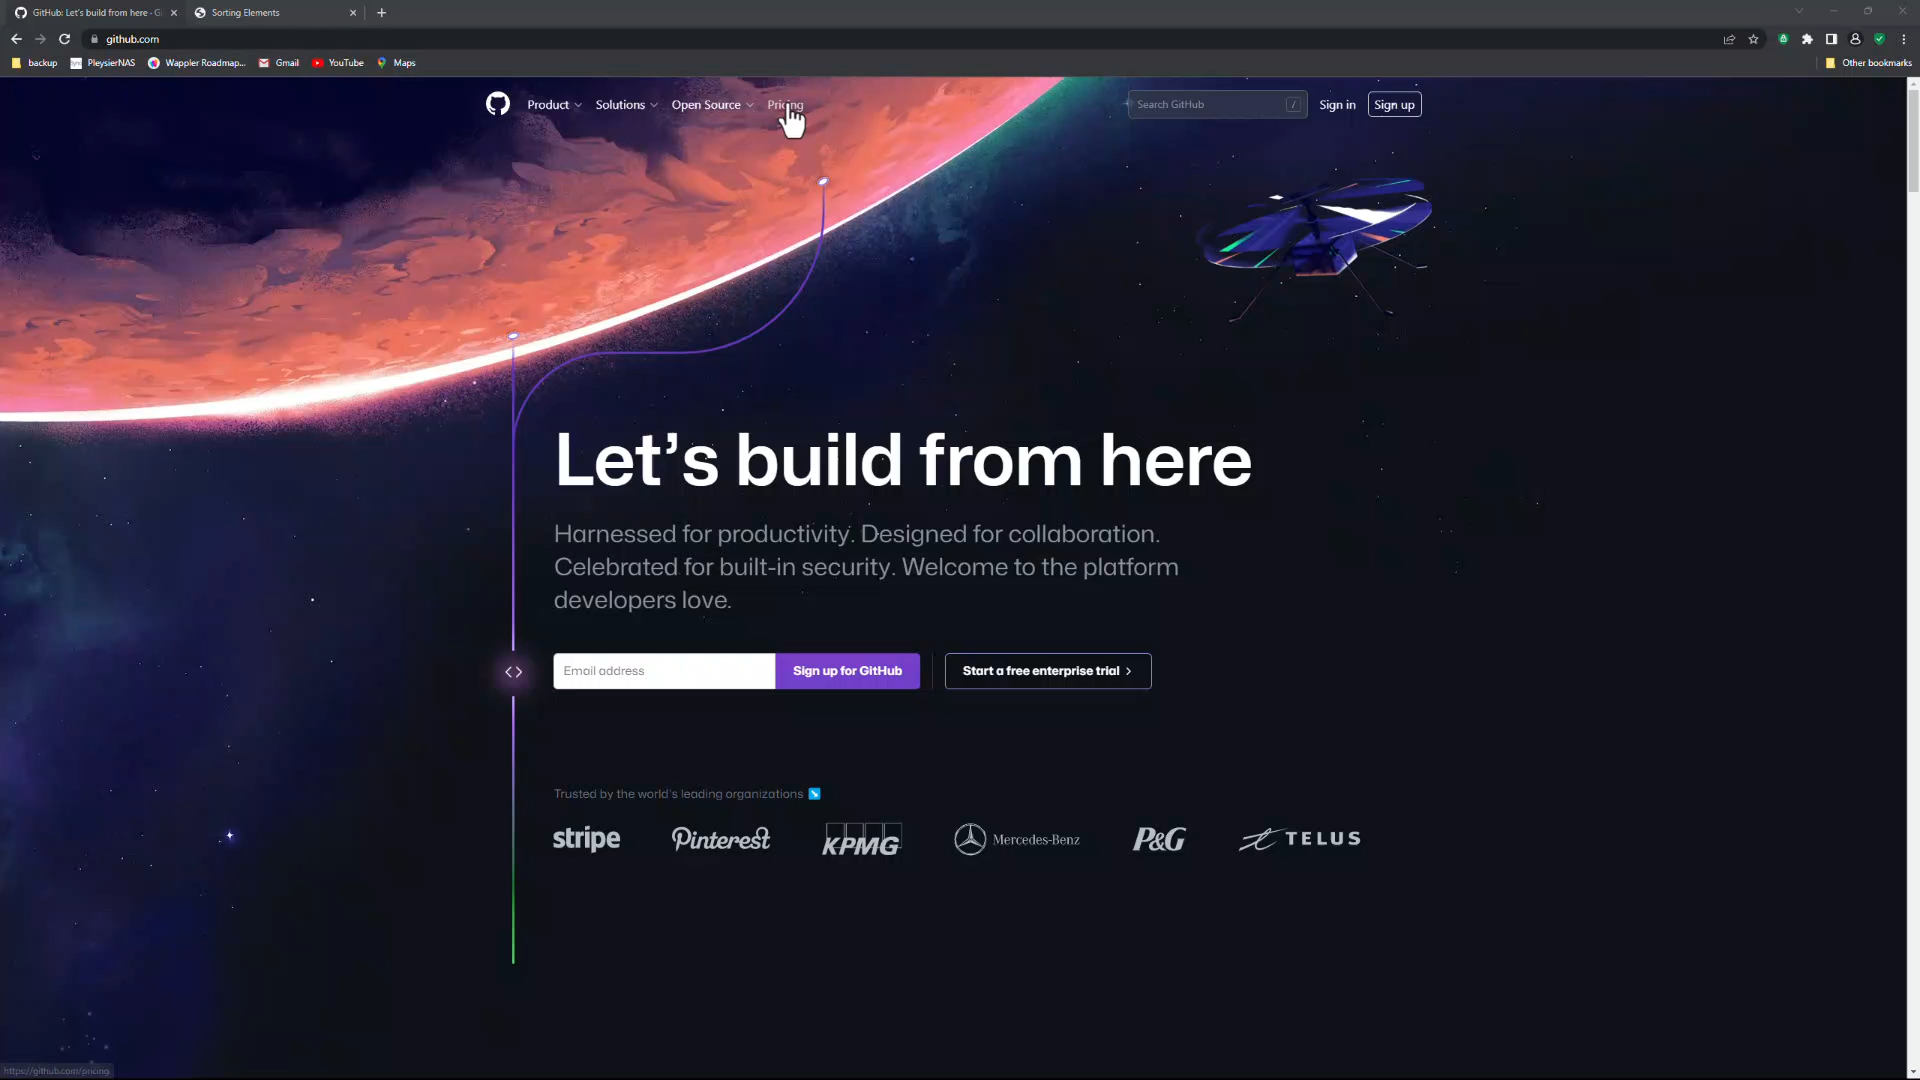 GitHub: Let's build from here · G
Sorting Elements
github.com
backup
PleysierNAS
Wappler Roadmap...
Gmail
YouTube
Maps
Other bookmarks
Product
Solutions
Open Source
Pricing
Search GitHub
/
Sign in
Sign up
Let’s build from here
Harnessed for productivity. Designed for collaboration.
Celebrated for built-in security. Welcome to the platform
developers love.
Email address
Sign up for GitHub
Start a free enterprise trial
Trusted by the world’s leading organizations
stripe
Pinterest
KPMG
Mercedes-Benz
P&G
TELUS
https://github.com/pricing